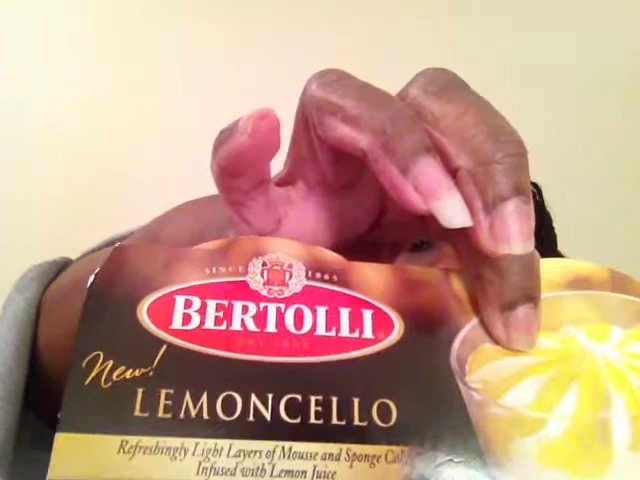 SINCE 1865
BERTOLLI
New!
LEMONCELLO
Refreshingly Light Layers of Mousse and Sponge
Infused with Lemon Juice